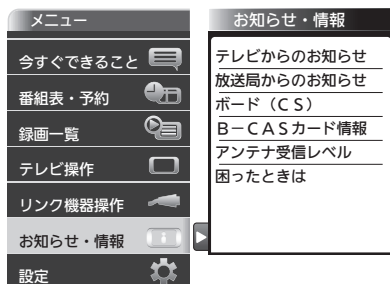 メニュー
今すぐできること
番組表・予約
録画一覧
テレビ操作
リンク機器操作
お知らせ・情報
設定
お知らせ・情報
テレビからのお知らせ
放送局からのお知らせ
ボード（ＣＳ）
Ｂ－ＣＡＳカード情報
アンテナ受信レベル
困ったときは